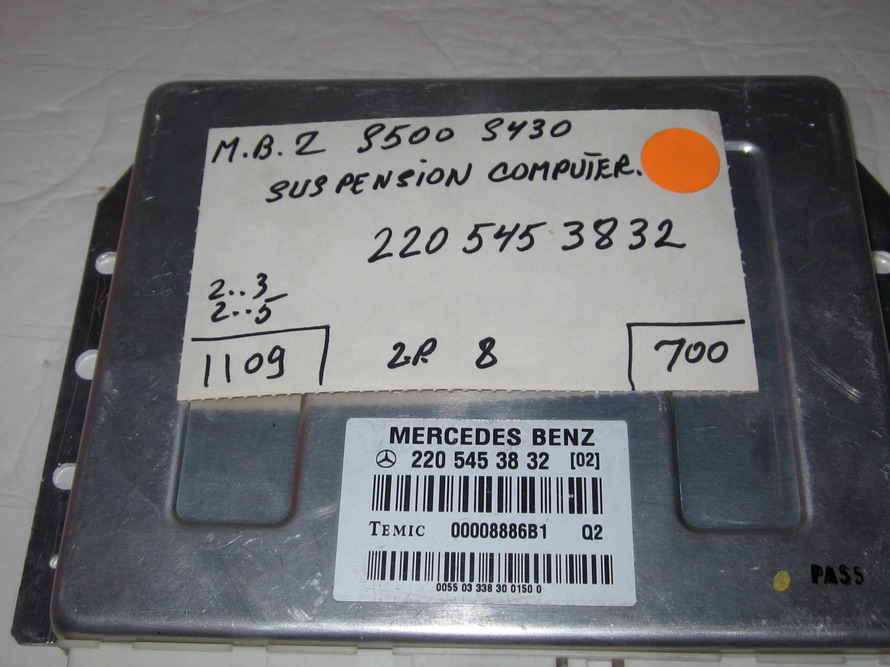 M.B.Z S500 S430
SUSPENSION COMPUTER.
220 545 3832
2..3
2..5
1109 2P. 8 700
MERCEDES BENZ
220 545 38 32 [02]
TEMIC 00008886B1 Q2
0055 03 338 30 0150 0
PASS